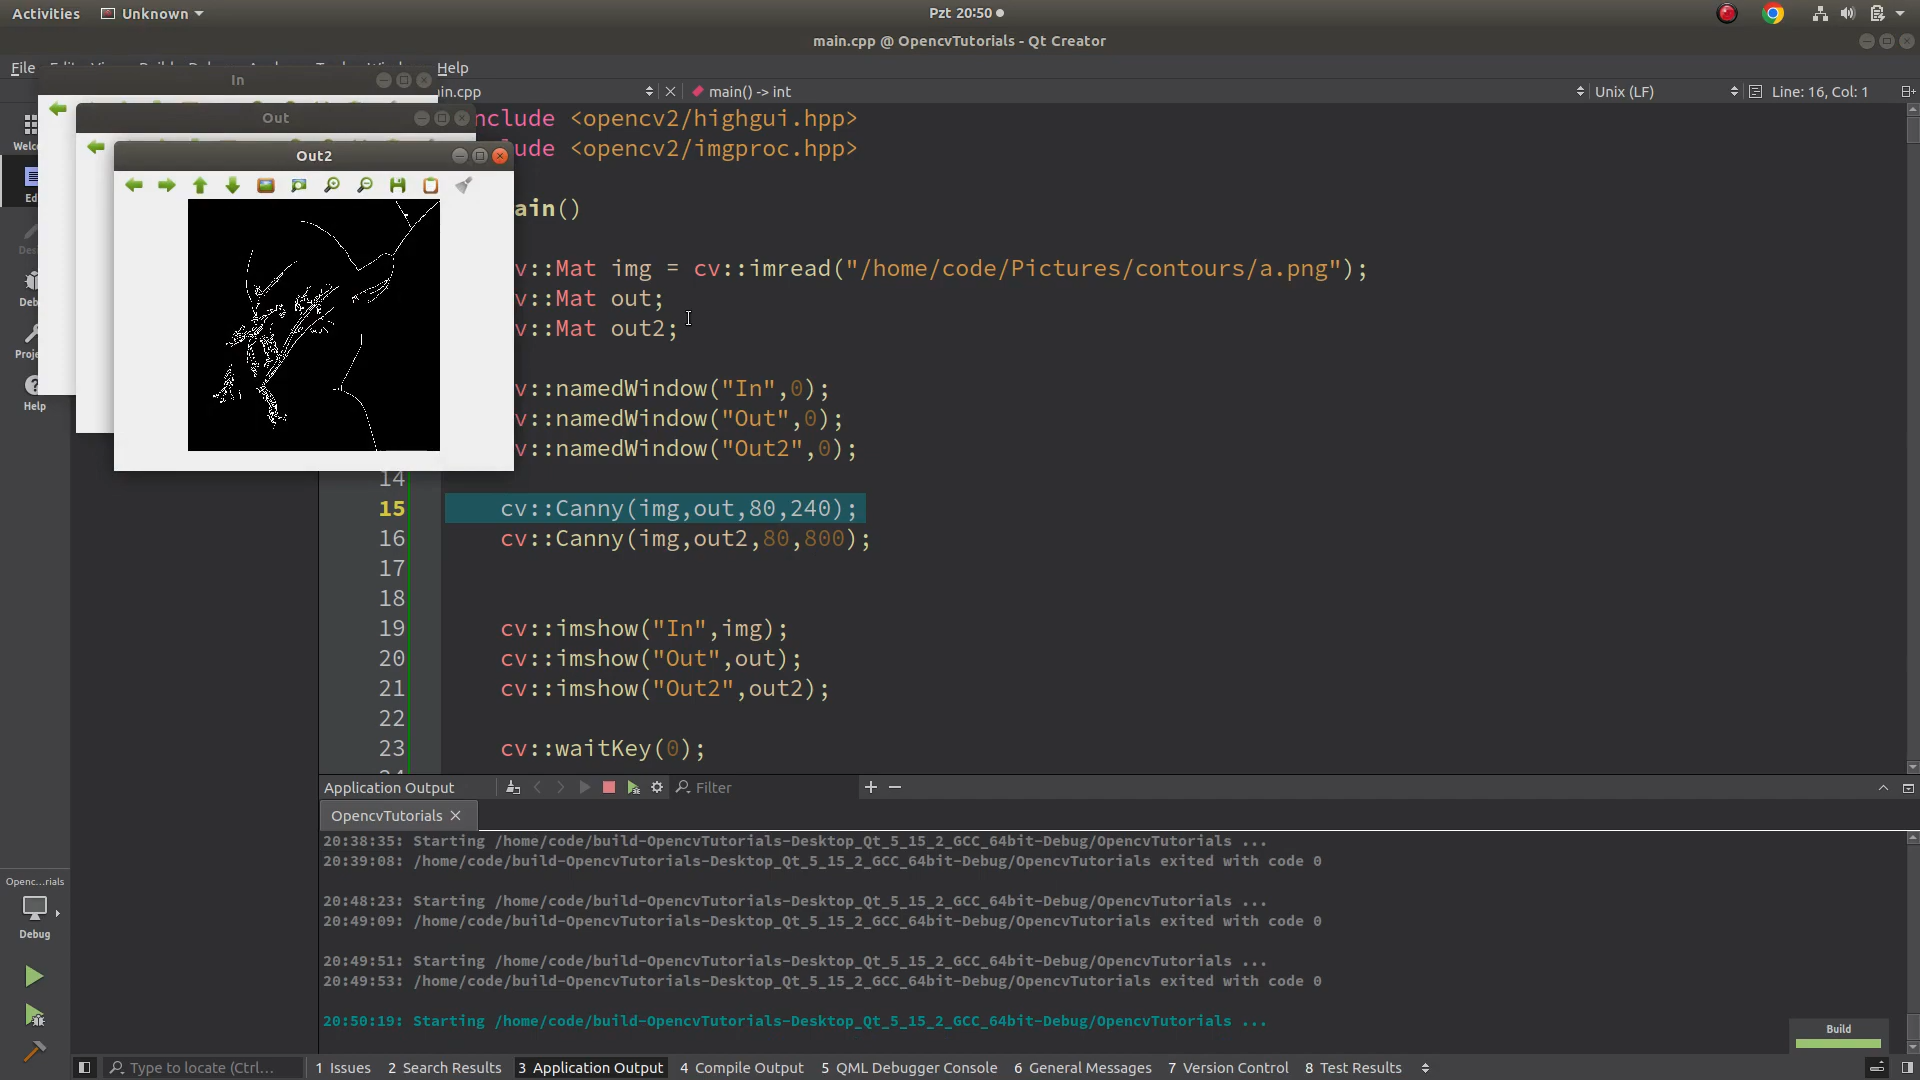 Activities
Unknown
Pzt 20:50
main.cpp @ OpencvTutorials - Qt Creator
File
Help
In
in.cpp
main() -> int
Unix (LF)
Line: 16, Col: 1
Out
Out2
nclude <opencv2/highgui.hpp>
ude <opencv2/imgproc.hpp>
ain()
v::Mat img = cv::imread("/home/code/Pictures/contours/a.png");
v::Mat out;
v::Mat out2;
v::namedWindow("In",0);
v::namedWindow("Out",0);
v::namedWindow("Out2",0);
14
15 cv::Canny(img,out,80,240);
16 cv::Canny(img,out2,80,800);
17
18
19 cv::imshow("In",img);
20 cv::imshow("Out",out);
21 cv::imshow("Out2",out2);
22
23 cv::waitKey(0);
Welc
Ed
Des
Deb
Proje
Help
Application Output
Filter
OpencvTutorials
20:38:35: Starting /home/code/build-OpencvTutorials-Desktop_Qt_5_15_2_GCC_64bit-Debug/OpencvTutorials ...
20:39:08: /home/code/build-OpencvTutorials-Desktop_Qt_5_15_2_GCC_64bit-Debug/OpencvTutorials exited with code 0
20:48:23: Starting /home/code/build-OpencvTutorials-Desktop_Qt_5_15_2_GCC_64bit-Debug/OpencvTutorials ...
20:49:09: /home/code/build-OpencvTutorials-Desktop_Qt_5_15_2_GCC_64bit-Debug/OpencvTutorials exited with code 0
20:49:51: Starting /home/code/build-OpencvTutorials-Desktop_Qt_5_15_2_GCC_64bit-Debug/OpencvTutorials ...
20:49:53: /home/code/build-OpencvTutorials-Desktop_Qt_5_15_2_GCC_64bit-Debug/OpencvTutorials exited with code 0
20:50:19: Starting /home/code/build-OpencvTutorials-Desktop_Qt_5_15_2_GCC_64bit-Debug/OpencvTutorials ...
Openc...rials
Debug
Build
Type to locate (Ctrl...
1 Issues
2 Search Results
3 Application Output
4 Compile Output
5 QML Debugger Console
6 General Messages
7 Version Control
8 Test Results